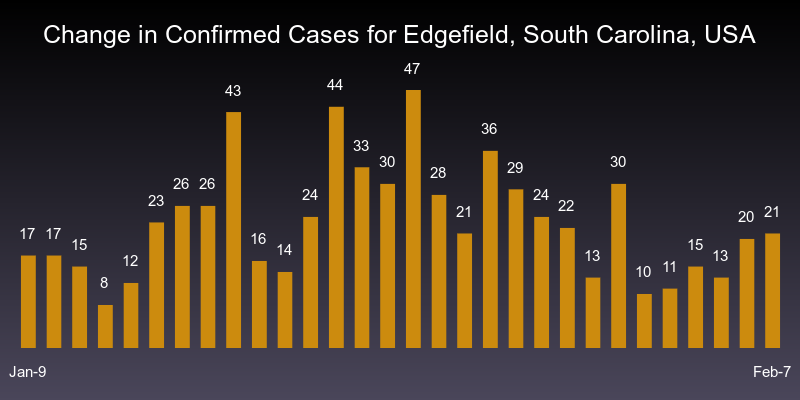 Change in Confirmed Cases for Edgefield, South Carolina, USA
17 17 15 8 12 23 26 26 43 16 14 24 44 33 30 47 28 21 36 29 24 22 13 30 10 11 15 13 20 21
Jan-9 Feb-7